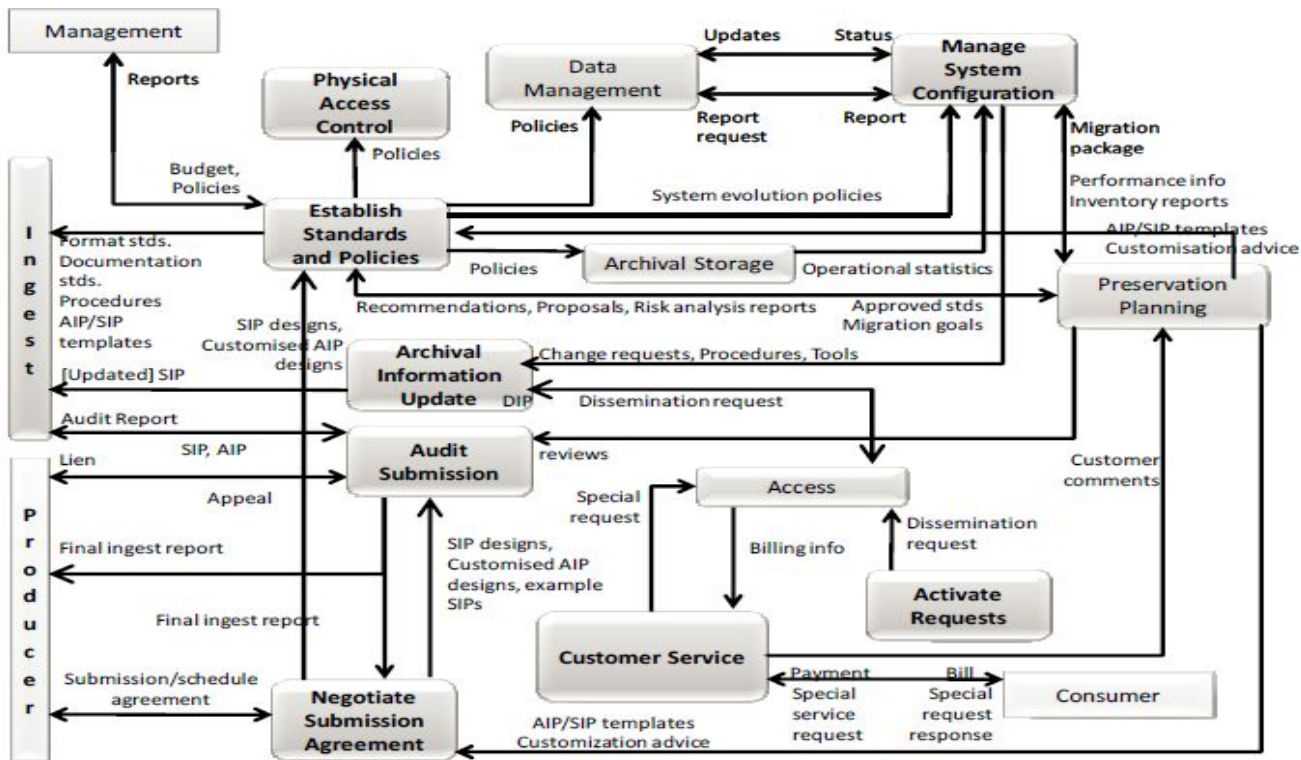 Management
Reports
Physical
Access
Control
Data
Management
Updates
Status
Manage
System
Configuration
Report
request
Report
Policies
Policies
Migration
package
Budget,
Policies
System evolution policies
Performance info
Inventory reports
Establish
Standards
and Policies
AIP/SIP templates
Customisation advice
Ingest
Format stds.
Documentation
stds.
Procedures
AIP/SIP
templates
Policies
Archival Storage
Operational statistics
Preservation
Planning
Recommendations, Proposals, Risk analysis reports
Approved stds
Migration goals
SIP designs,
Customised AIP
designs
Archival
Information
Update
Change requests, Procedures, Tools
[Updated] SIP
DIP
Dissemination request
Audit Report
SIP, AIP
Audit
Submission
reviews
Customer
comments
Producer
Lien
Appeal
Special
request
Access
Final ingest report
SIP designs,
Customised AIP
designs, example
SIPs
Billing info
Dissemination
request
Activate
Requests
Final ingest report
Customer Service
Submission/schedule
agreement
Negotiate
Submission
Agreement
Payment
Special
service
request
Bill
Special
request
response
Consumer
AIP/SIP templates
Customization advice